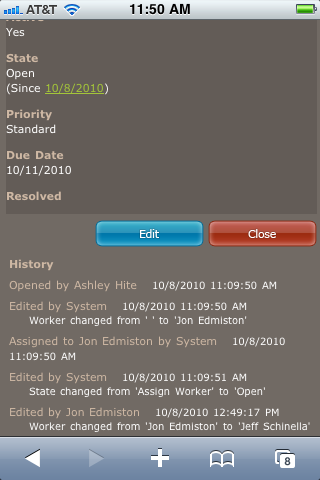 AT&T 11:50 AM
Yes
State
Open
(Since 10/8/2010)
Priority
Standard
Due Date
10/11/2010
Resolved
Edit Close
History
Opened by Ashley Hite 10/8/2010 11:09:50 AM
Edited by System 10/8/2010 11:09:50 AM
Worker changed from ' ' to 'Jon Edmiston'
Assigned to Jon Edmiston by System 10/8/2010
11:09:50 AM
Edited by System 10/8/2010 11:09:51 AM
State changed from 'Assign Worker' to 'Open'
Edited by Jon Edmiston 10/8/2010 12:49:17 PM
Worker changed from 'Jon Edmiston' to 'Jeff Schinella'
8